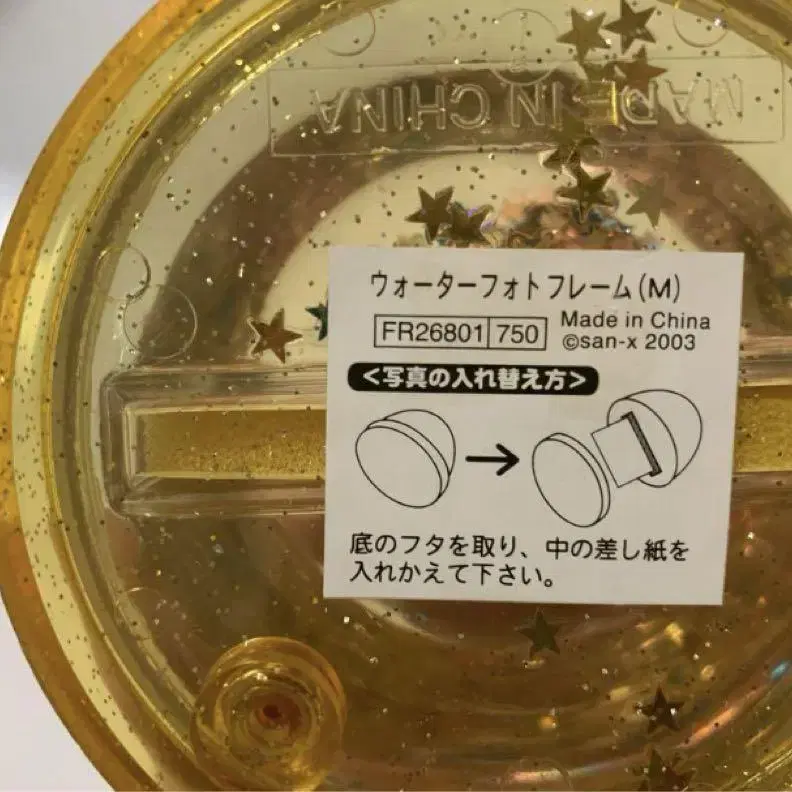 MADE IN CHINA
ウォーターフォトフレーム(M)
FR26801 750
Made in China
©san-x 2003
<写真の入れ替え方>
底のフタを取り、中の差し紙を
入れかえて下さい。